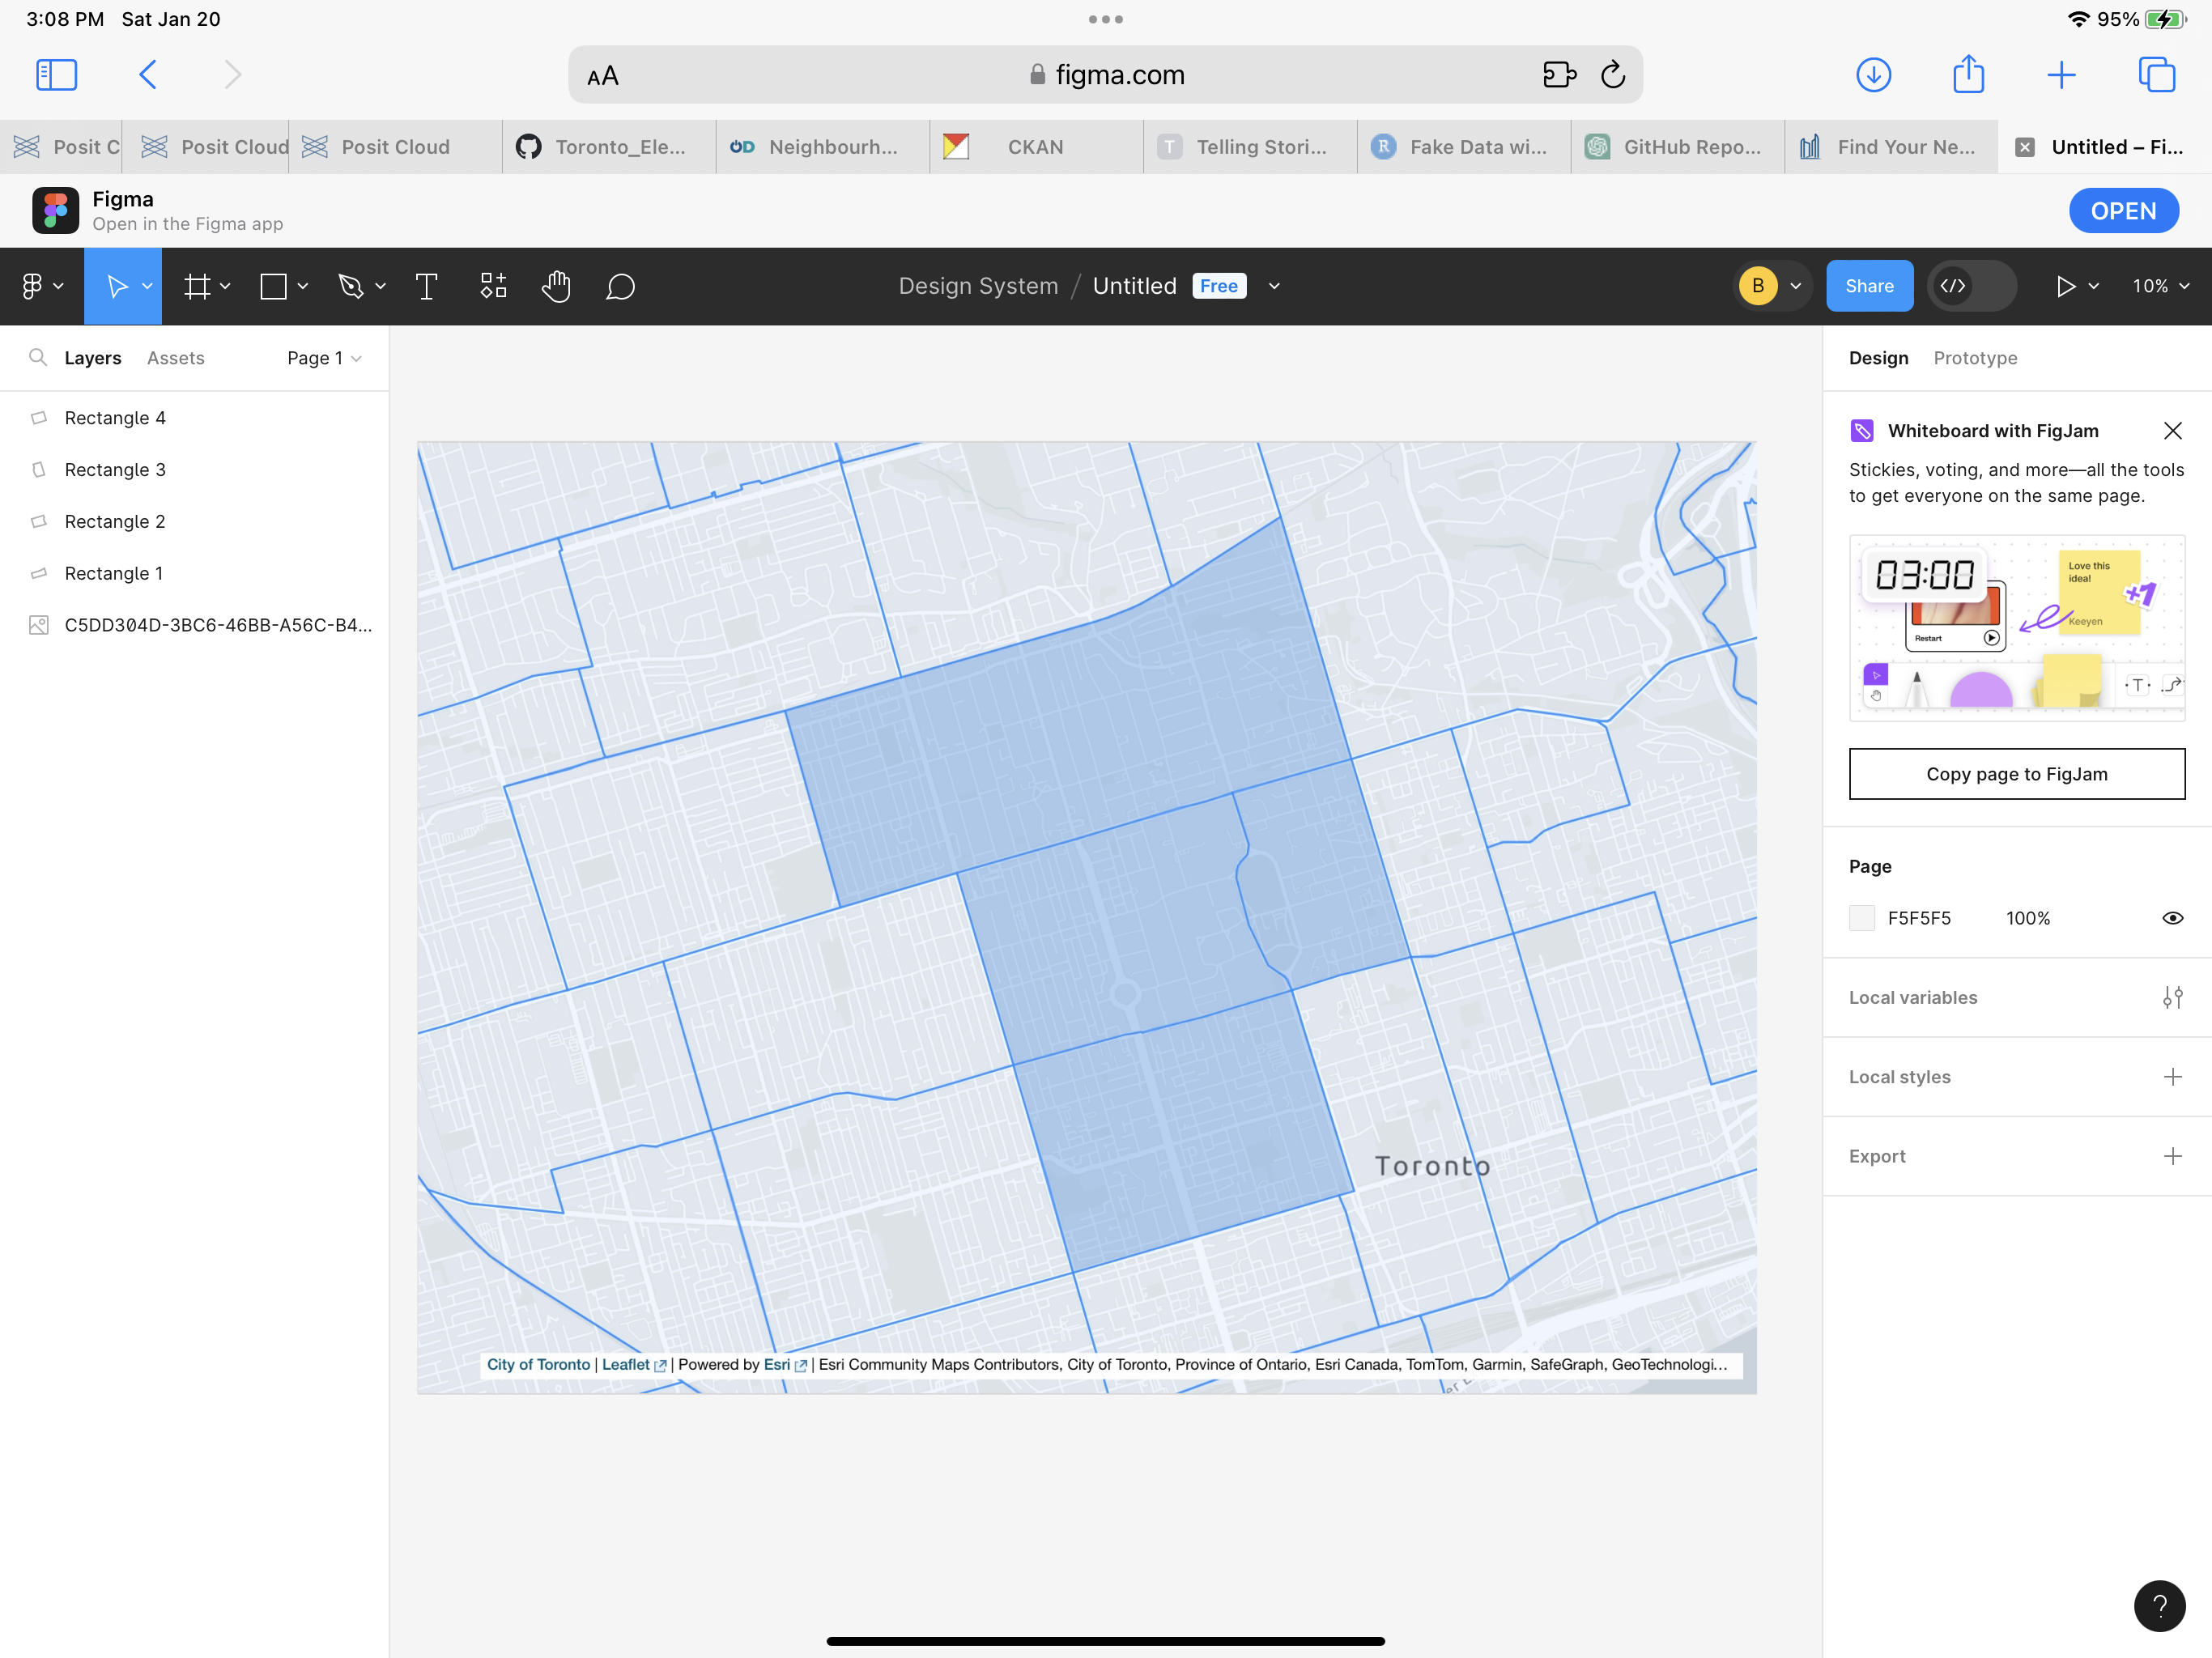 3:08 PM Sat Jan 20
95%
AA
figma.com
Posit C
Posit Cloud
Posit Cloud
Toronto_Ele...
Neighbourh...
CKAN
Telling Stori...
Fake Data wi...
GitHub Repo...
Find Your Ne...
Untitled – Fi...
Figma
Open in the Figma app
OPEN
Design System / Untitled Free
B
Share
10%
Layers
Assets
Page 1
Rectangle 4
Rectangle 3
Rectangle 2
Rectangle 1
C5DD304D-3BC6-46BB-A56C-B4...
Toronto
City of Toronto | Leaflet | Powered by Esri | Esri Community Maps Contributors, City of Toronto, Province of Ontario, Esri Canada, TomTom, Garmin, SafeGraph, GeoTechnologi...
Design
Prototype
Whiteboard with FigJam
Stickies, voting, and more—all the tools
to get everyone on the same page.
03:00
Love this
idea!
+1
Keeyen
Restart
T
Copy page to FigJam
Page
F5F5F5 100%
Local variables
Local styles
Export
?